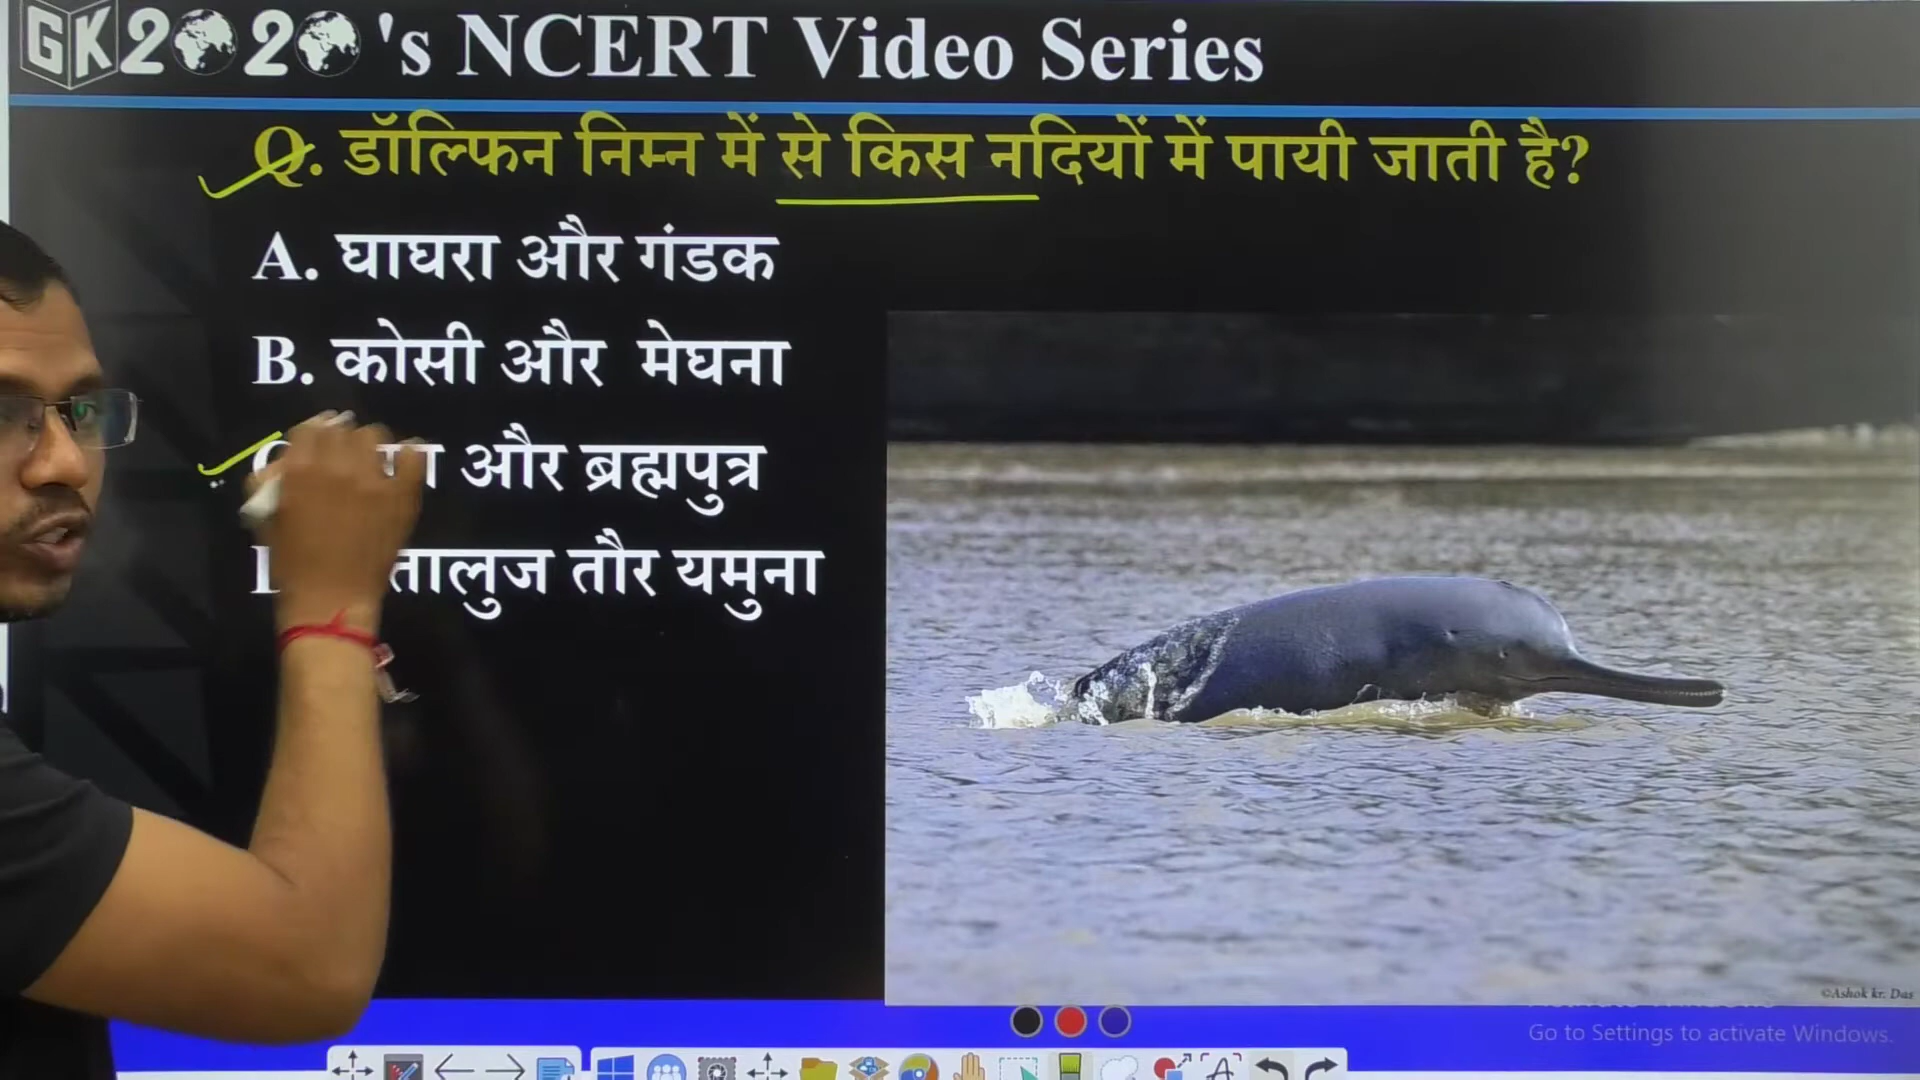 GK2020's NCERT Video Series
Q. डॉल्फिन निम्न में से किस नदियों में पायी जाती है?
A. घाघरा और गंडक
B. कोसी और मेघना
और ब्रह्मपुत्र
तौर यमुना
©Ashok kr. Das
Go to Settings to activate Windows.